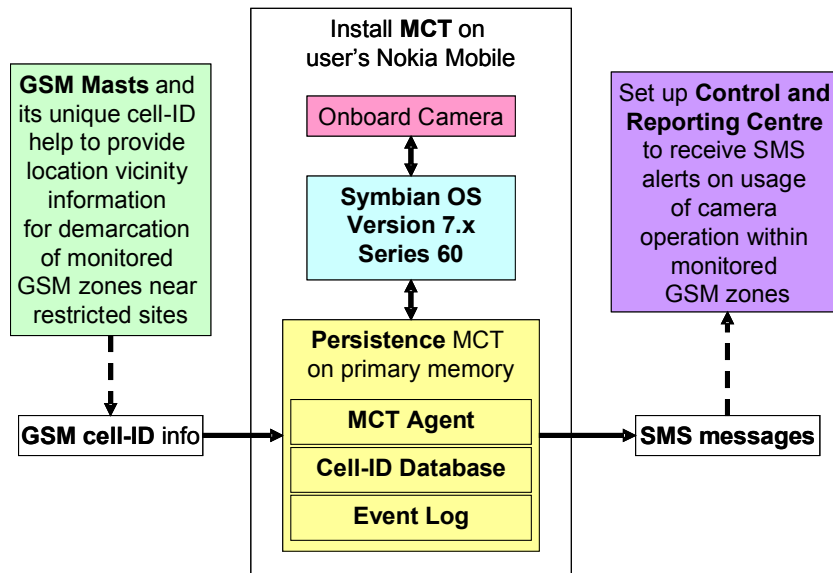 Install MCT on
user's Nokia Mobile
GSM Masts and
its unique cell-ID
help to provide
location vicinity
information
for demarcation
of monitored
GSM zones near
restricted sites
GSM cell-ID info
Onboard Camera
Symbian OS
Version 7.x
Series 60
Persistence MCT
on primary memory
MCT Agent
Cell-ID Database
Event Log
Set up Control and
Reporting Centre
to receive SMS
alerts on usage
of camera
operation within
monitored
GSM zones
SMS messages